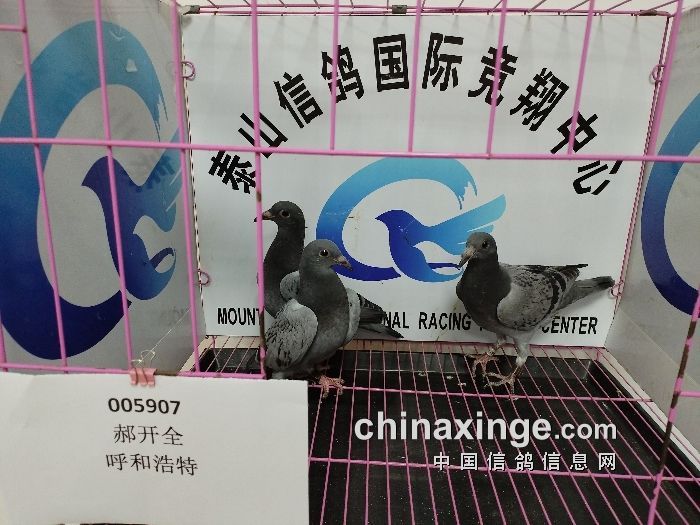 泰山信鸽国际竞翔中心
MOUNT NAL RACING CENTER
005907
郝开全
呼和浩特
chinaxinge.com
中国信鸽信息网